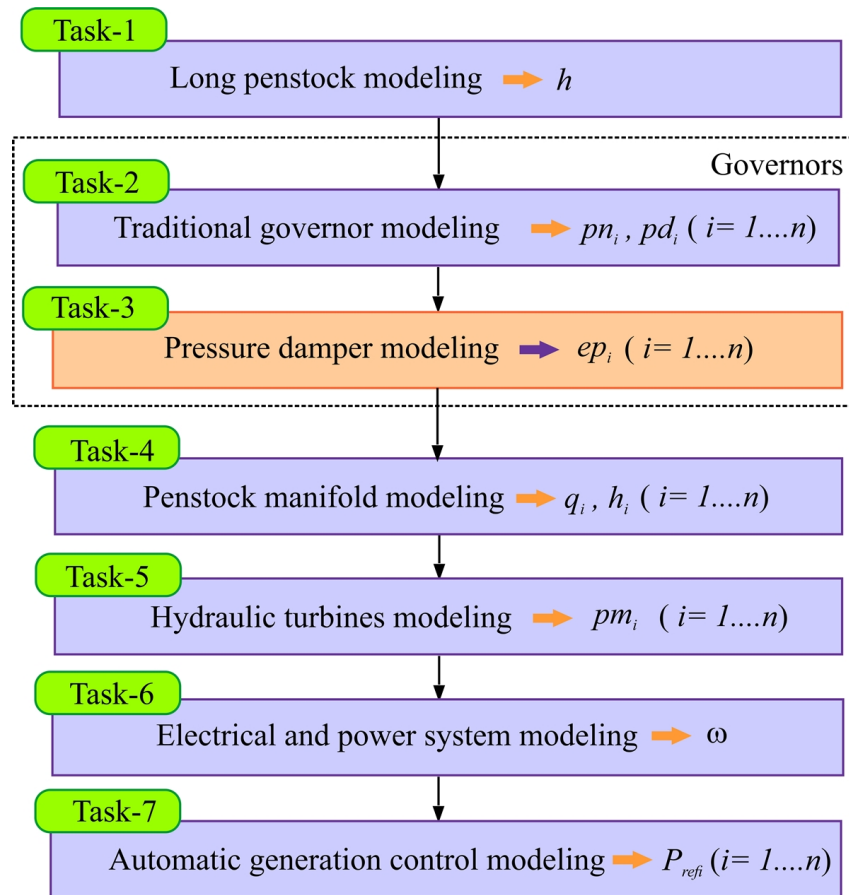 Task-1
Long penstock modeling h
Governors
Task-2
Traditional governor modeling pn_i , pd_i ( i= 1....n)
Task-3
Pressure damper modeling ep_i ( i= 1....n)
Task-4
Penstock manifold modeling q_i , h_i ( i= 1....n)
Task-5
Hydraulic turbines modeling pm_i ( i= 1....n)
Task-6
Electrical and power system modeling ω
Task-7
Automatic generation control modeling P_refi (i= 1....n)